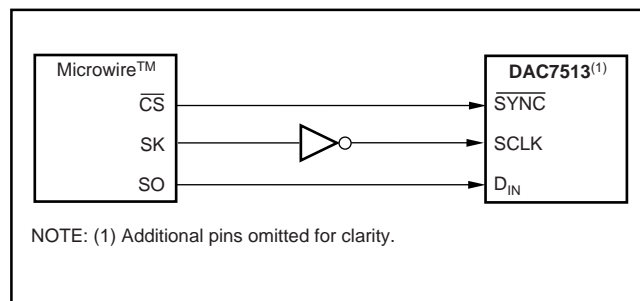 Microwire™
DAC7513(1)
CS
SYNC
SK
SCLK
SO
DIN
NOTE: (1) Additional pins omitted for clarity.